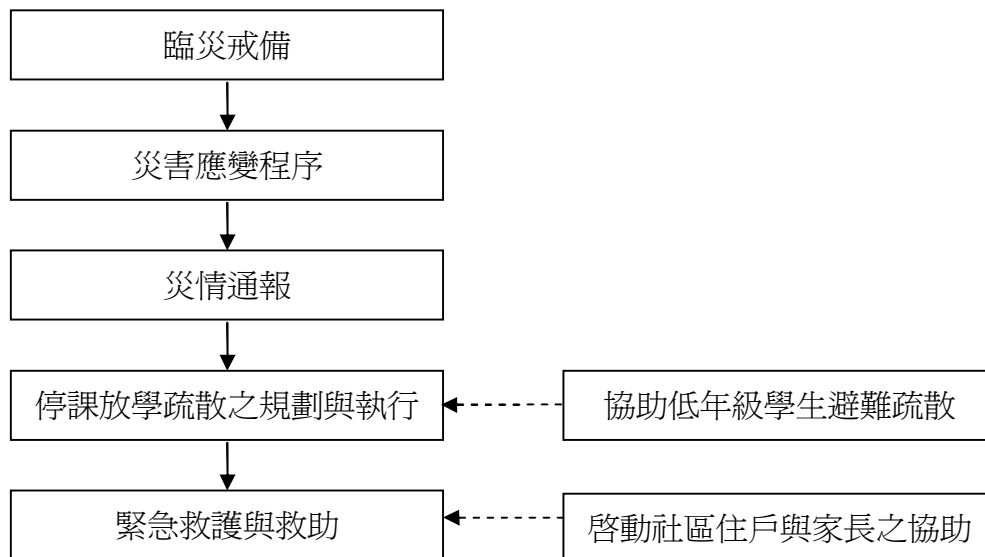 臨災戒備
災害應變程序
災情通報
停課放學疏散之規劃與執行
協助低年級學生避難疏散
緊急救護與救助
啓動社區住戶與家長之協助